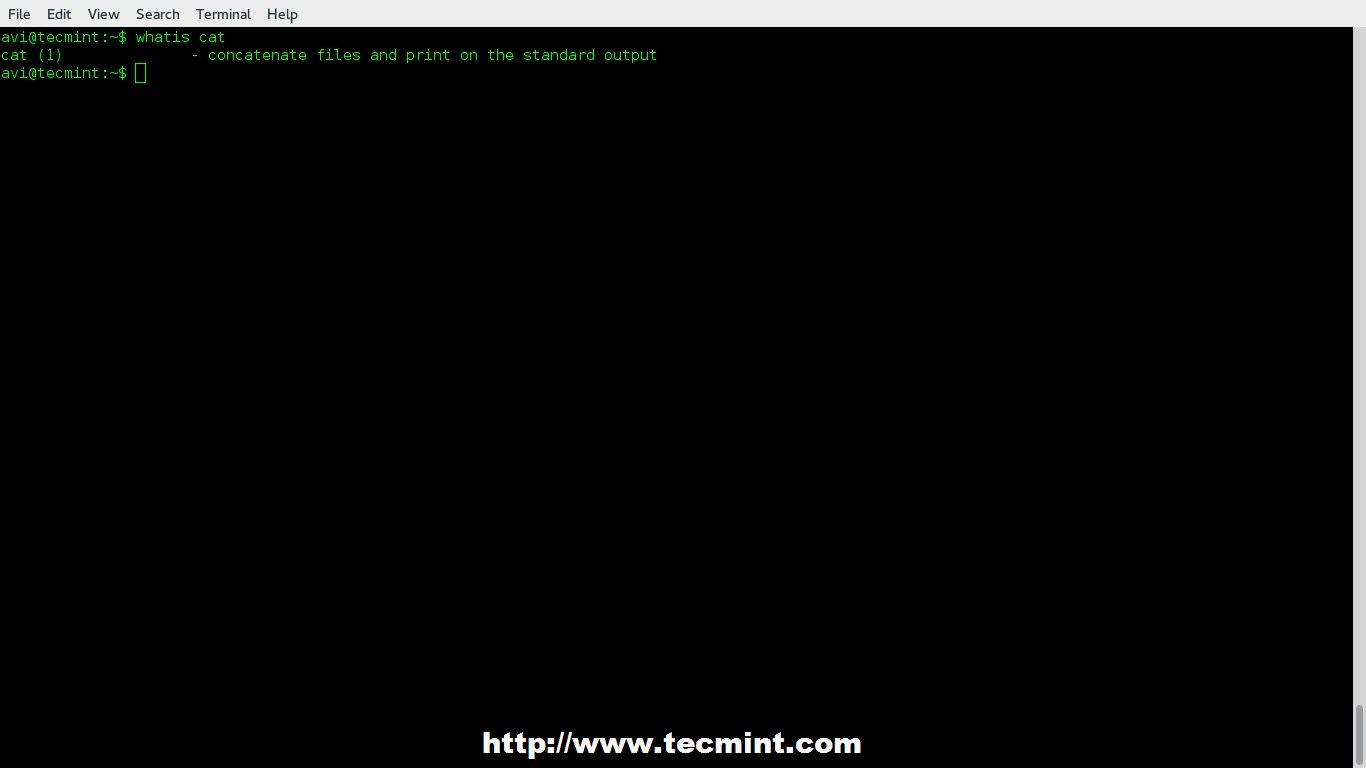 File Edit View Search Terminal Help
avi@tecmint:~$ whatis cat
cat (1)              - concatenate files and print on the standard output
avi@tecmint:~$
http://www.tecmint.com